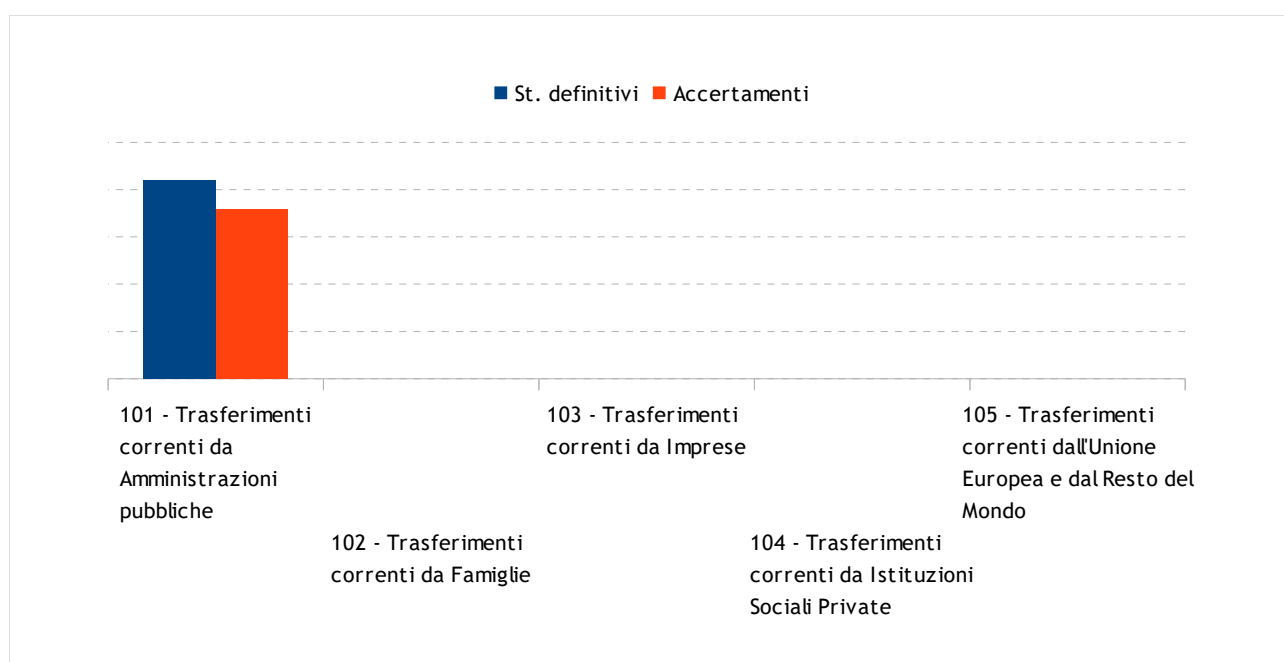 St. definitivi Accertamenti
101 - Trasferimenti
correnti da
Amministrazioni
pubbliche
102 - Trasferimenti
correnti da Famiglie
103 - Trasferimenti
correnti da Imprese
104 - Trasferimenti
correnti da Istituzioni
Sociali Private
105 - Trasferimenti
correnti dall'Unione
Europea e dal Resto del
Mondo